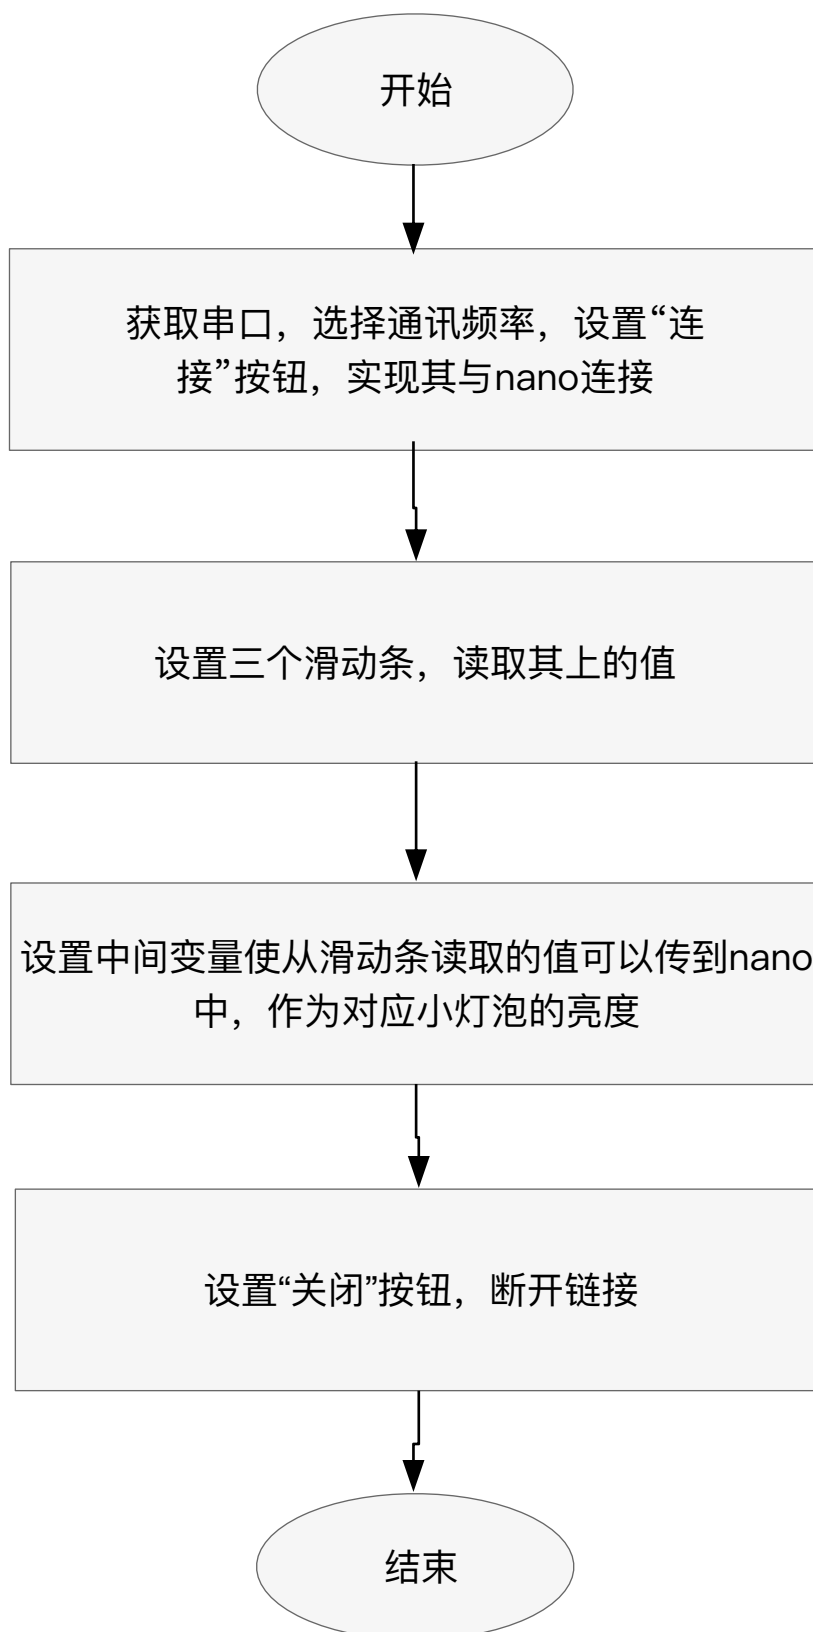 开始
获取串口，选择通讯频率，设置“连
接”按钮，实现其与nano连接
设置三个滑动条，读取其上的值
设置中间变量使从滑动条读取的值可以传到nano
中，作为对应小灯泡的亮度
设置“关闭”按钮，断开链接
结束